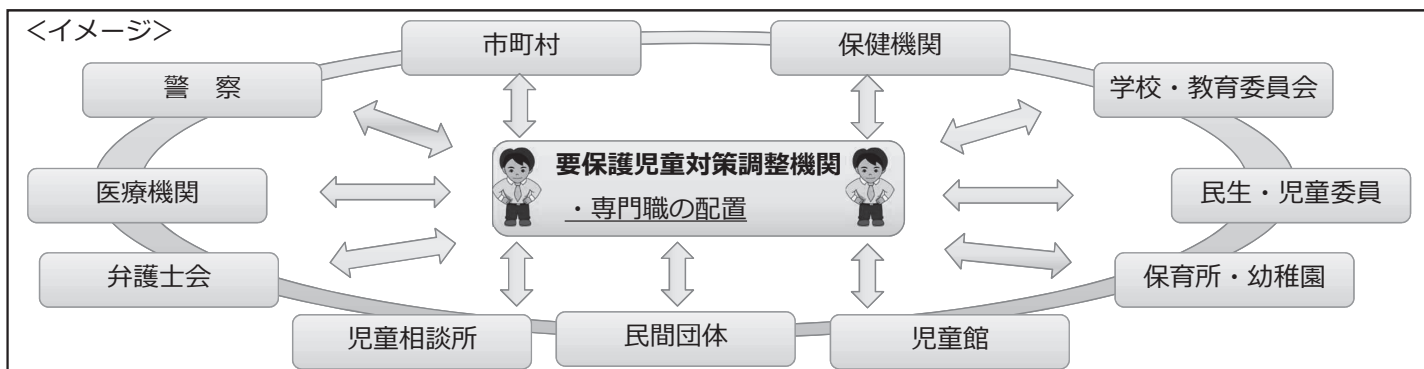 ＜イメージ＞
市町村
保健機関
警　察
学校・教育委員会
要保護児童対策調整機関
・専門職の配置
医療機関
民生・児童委員
弁護士会
保育所・幼稚園
児童相談所
民間団体
児童館